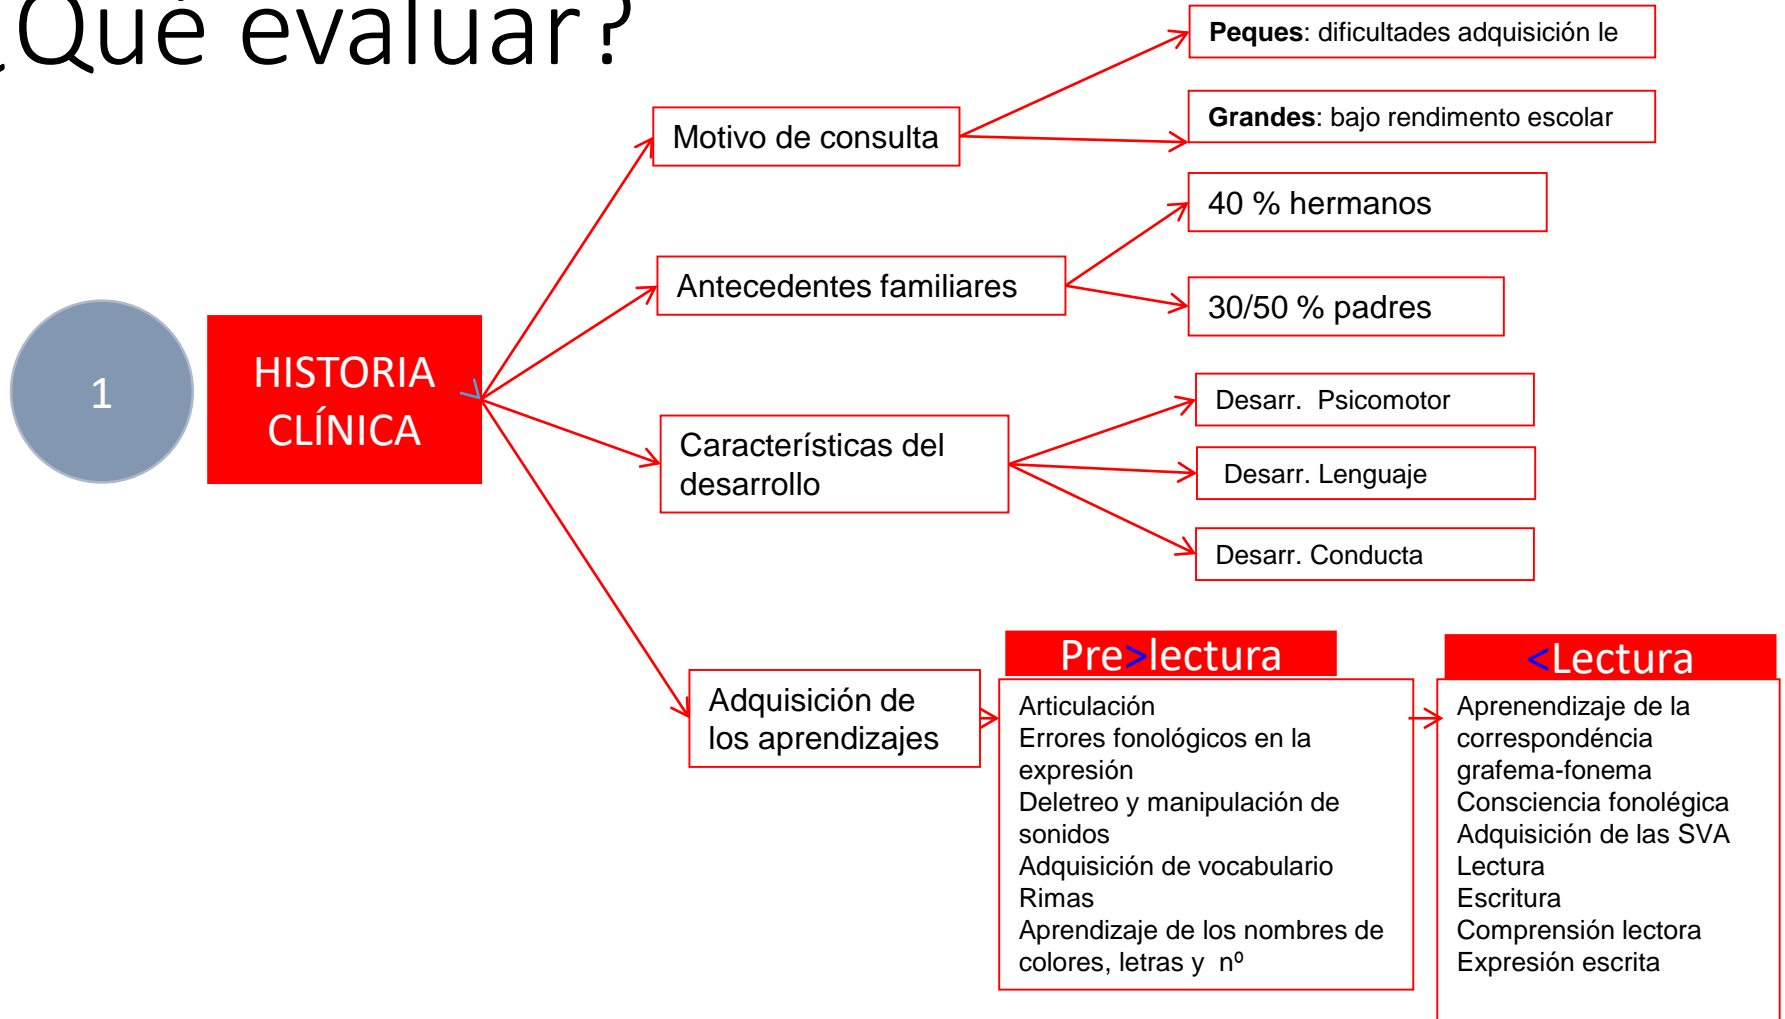 ¿Qué evaluar?
Peques: dificultades adquisición le
Grandes: bajo rendimento escolar
Motivo de consulta
40 % hermanos
Antecedentes familiares
30/50 % padres
1
HISTORIA
CLÍNICA
Desarr. Psicomotor
Características del
desarrollo
Desarr. Lenguaje
Desarr. Conducta
Adquisición de
los aprendizajes
Pre>lectura
Articulación
Errores fonológicos en la
expresión
Deletreo y manipulación de
sonidos
Adquisición de vocabulario
Rimas
Aprendizaje de los nombres de
colores, letras y nº
<Lectura
Aprenendizaje de la
correspondéncia
grafema-fonema
Consciencia fonolégica
Adquisición de las SVA
Lectura
Escritura
Comprensión lectora
Expresión escrita